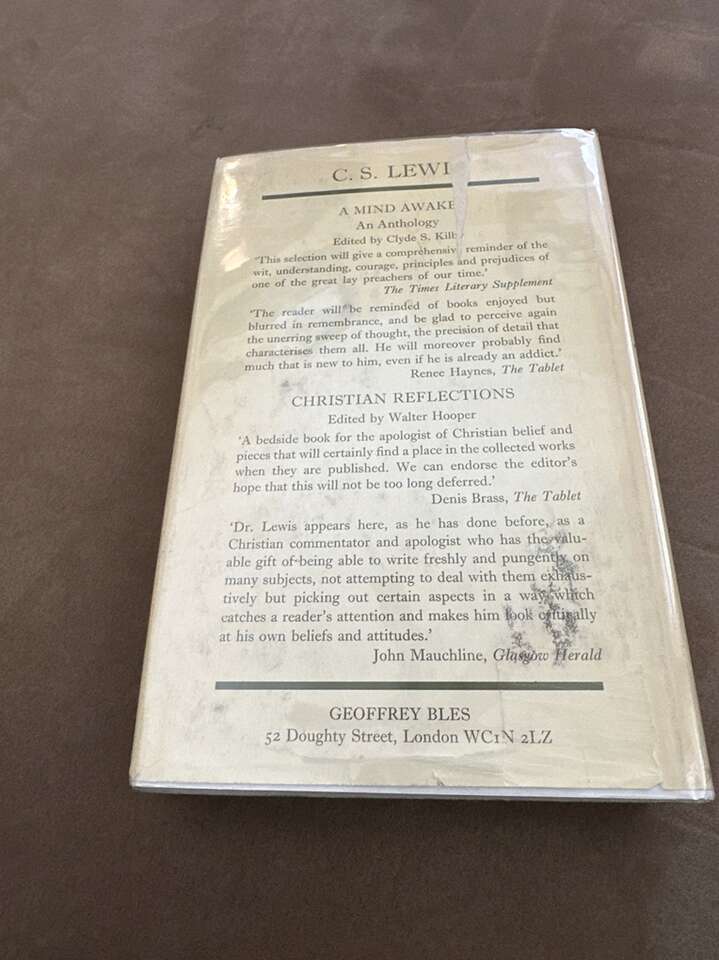 C. S. LEWI
A MIND AWAKE
An Anthology
Edited by Clyde S. Kilby
'This selection will give a comprehensive reminder of the
wit, understanding, courage, principles and prejudices of
one of the great lay preachers of our time.'
The Times Literary Supplement
'The reader will be reminded of books enjoyed but
blurred in remembrance, and be glad to perceive again
the unerring sweep of thought, the precision of detail that
characterises them all. He will moreover probably find
much that is new to him, even if he is already an addict.'
Renee Haynes, The Tablet
CHRISTIAN REFLECTIONS
Edited by Walter Hooper
'A bedside book for the apologist of Christian belief and
pieces that will certainly find a place in the collected works
when they are published. We can endorse the editor's
hope that this will not be too long deferred.'
Denis Brass, The Tablet
'Dr. Lewis appears here, as he has done before, as a
Christian commentator and apologist who has the valu-
able gift of being able to write freshly and pungently on
many subjects, not attempting to deal with them exhaus-
tively but picking out certain aspects in a way which
catches a reader's attention and makes him look critically
at his own beliefs and attitudes.'
John Mauchline, Glasgow Herald
GEOFFREY BLES
52 Doughty Street, London WC1N 2LZ